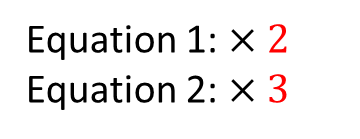 Equation 1: × 2
Equation 2: × 3